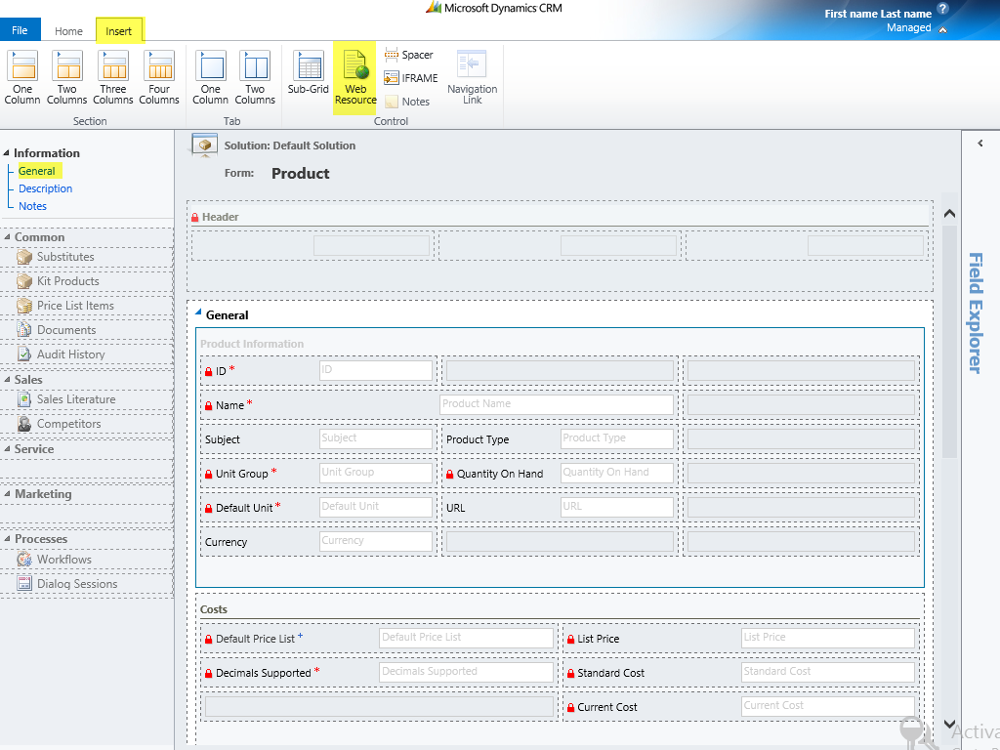 Microsoft Dynamics CRM
First name Last name
Managed
File
Home
Insert
One Column
Two Columns
Three Columns
Four Columns
Section
One Column
Two Columns
Tab
Sub-Grid
Web Resource
Spacer
IFRAME
Notes
Navigation Link
Control
Information
General
Description
Notes
Common
Substitutes
Kit Products
Price List Items
Documents
Audit History
Sales
Sales Literature
Competitors
Service
Marketing
Processes
Workflows
Dialog Sessions
Solution: Default Solution
Form: Product
Header
General
Product Information
ID * ID
Name * Product Name
Subject Subject Product Type Product Type
Unit Group * Unit Group Quantity On Hand Quantity On Hand
Default Unit * Default Unit URL URL
Currency Currency
Costs
Default Price List + Default Price List List Price List Price
Decimals Supported * Decimals Supported Standard Cost Standard Cost
Current Cost Current Cost
Field Explorer